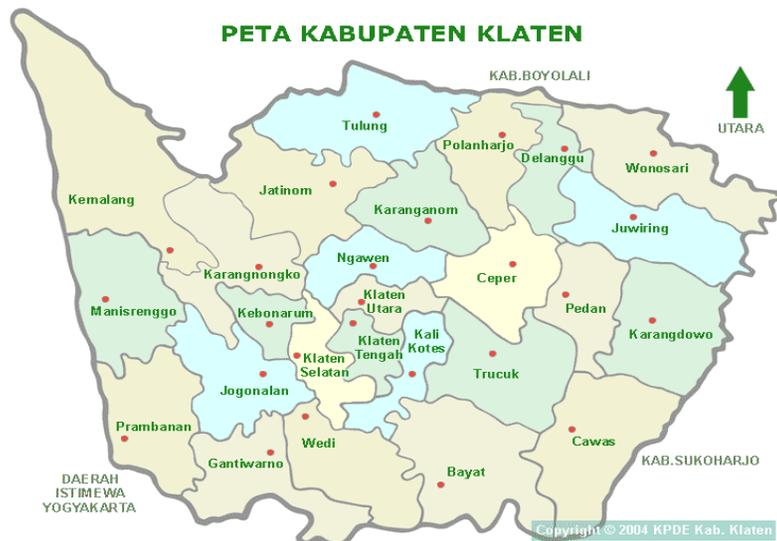 PETA KABUPATEN KLATEN
KAB.BOYOLALI
UTARA
Tulung
Polanharjo
Delanggu
Wonosari
Kemalang
Jatinom
Karanganom
Juwiring
Karangnongko
Ngawen
Ceper
Manisrenggo
Kebonarum
Klaten
Utara
Pedan
Karangdowo
Klaten
Tengah
Kali
Kotes
Klaten
Selatan
Trucuk
Jogonalan
Prambanan
Wedi
Cawas
Gantiwarno
Bayat
KAB.SUKOHARJO
DAERAH
ISTIMEWA
YOGYAKARTA
Copyright © 2004 KPDE Kab. Klaten